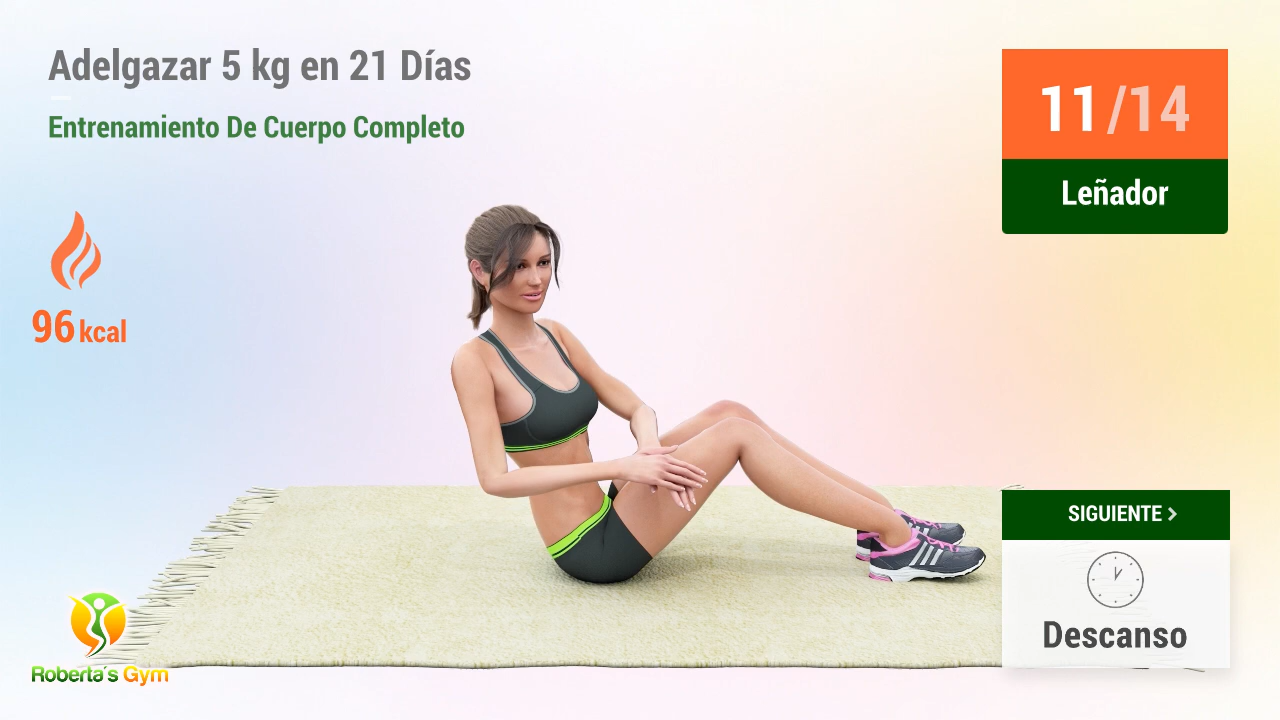 Adelgazar 5 kg en 21 Días
Entrenamiento De Cuerpo Completo
11/14
Leñador
96 kcal
SIGUIENTE >
Descanso
Roberta´s Gym